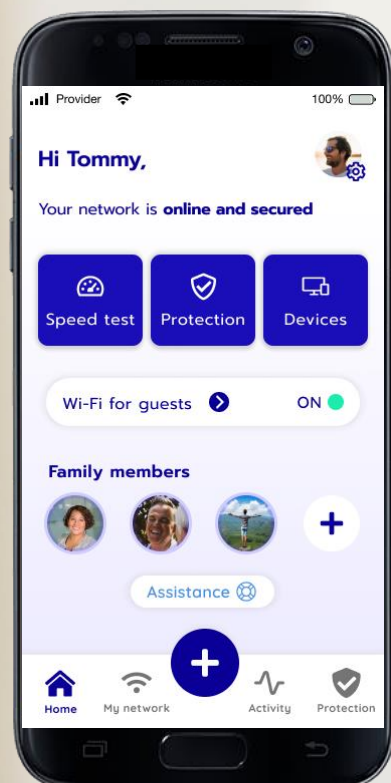 Provider 100%
Hi Tommy,
Your network is online and secured
Speed test Protection Devices
Wi-Fi for guests ON
Family members
+
Assistance
+
Home My network Activity Protection